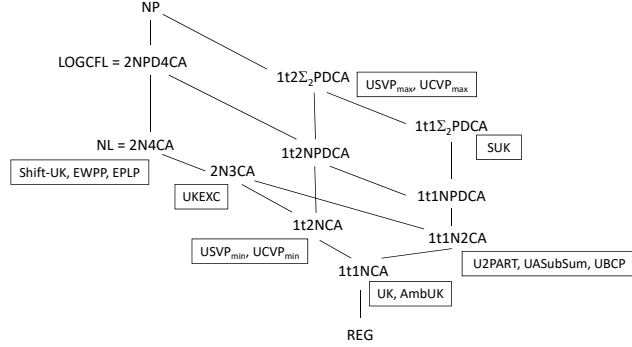 NP
LOGCFL = 2NPD4CA
1t2Σ₂PDCA
USVPₘₐₓ, UCVPₘₐₓ
1t1Σ₂PDCA
SUK
NL = 2N4CA
1t2NPDCA
Shift-UK, EWPP, EPLP
2N3CA
UKEXC
1t1NPDCA
1t2NCA
1t1N2CA
USVPₘᵢₙ, UCVPₘᵢₙ
U2PART, UASubSum, UBCP
1t1NCA
UK, AmbUK
REG